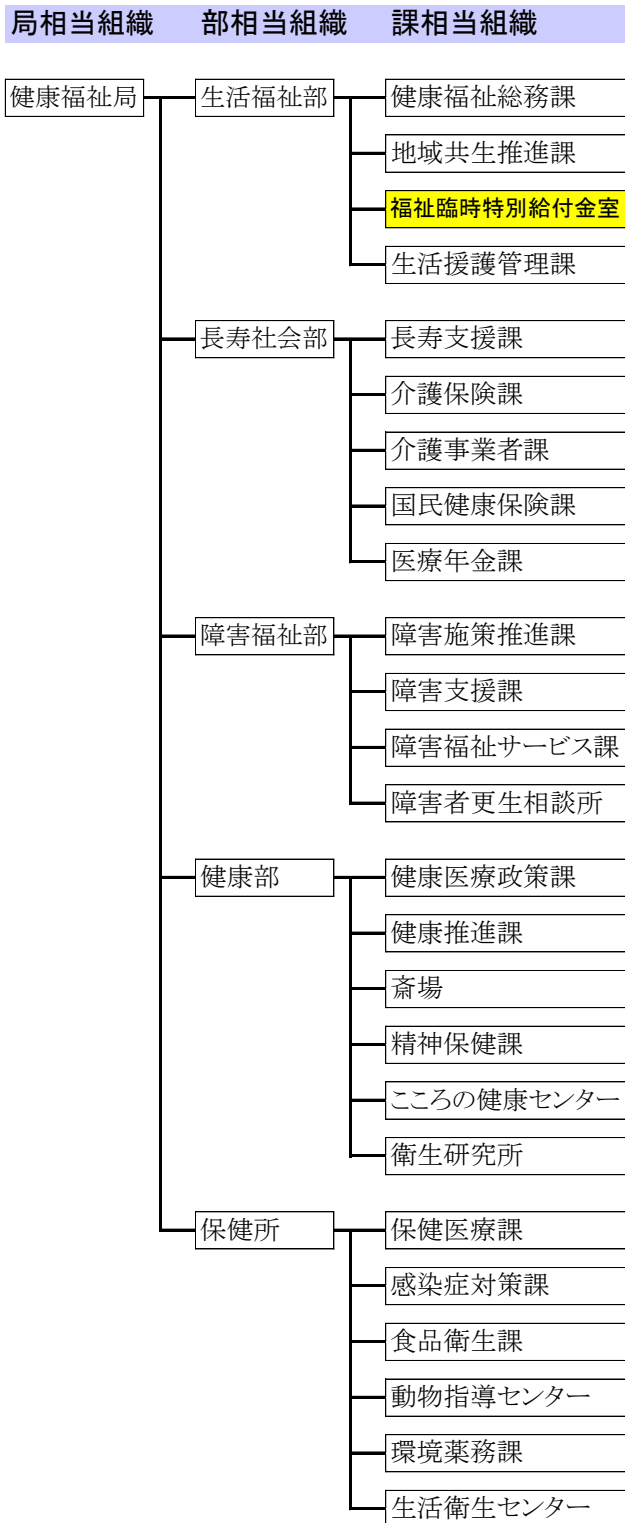 局相当組織 部相当組織 課相当組織
健康福祉局 生活福祉部 健康福祉総務課
地域共生推進課
福祉臨時特別給付金室
生活援護管理課
長寿社会部 長寿支援課
介護保険課
介護事業者課
国民健康保険課
医療年金課
障害福祉部 障害施策推進課
障害支援課
障害福祉サービス課
障害者更生相談所
健康部 健康医療政策課
健康推進課
斎場
精神保健課
こころの健康センター
衛生研究所
保健所 保健医療課
感染症対策課
食品衛生課
動物指導センター
環境薬務課
生活衛生センター